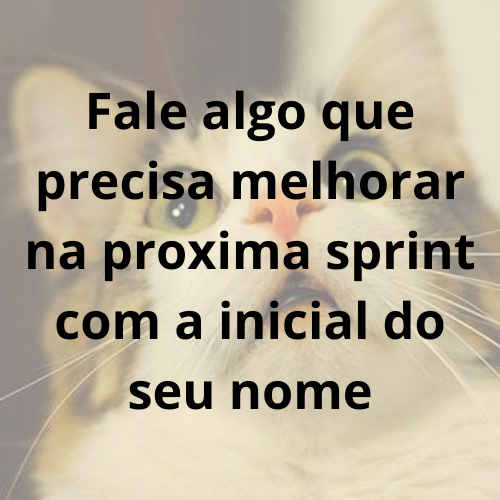 Fale algo que
precisa melhorar
na proxima sprint
com a inicial do
seu nome